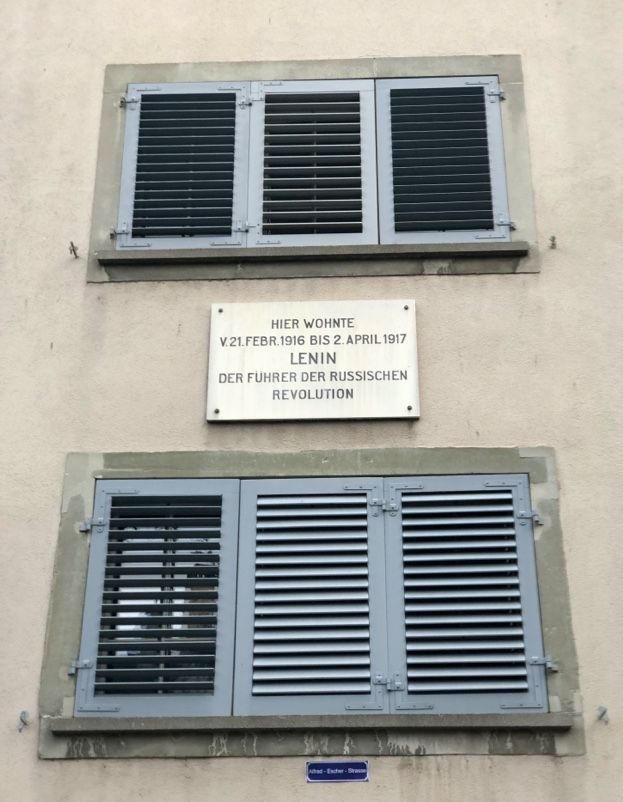 HIER WOHNTE
V. 21. FEBR. 1916 BIS 2. APRIL 1917
LENIN
DER FÜHRER DER RUSSISCHEN
REVOLUTION
Alfred - Escher - Strasse